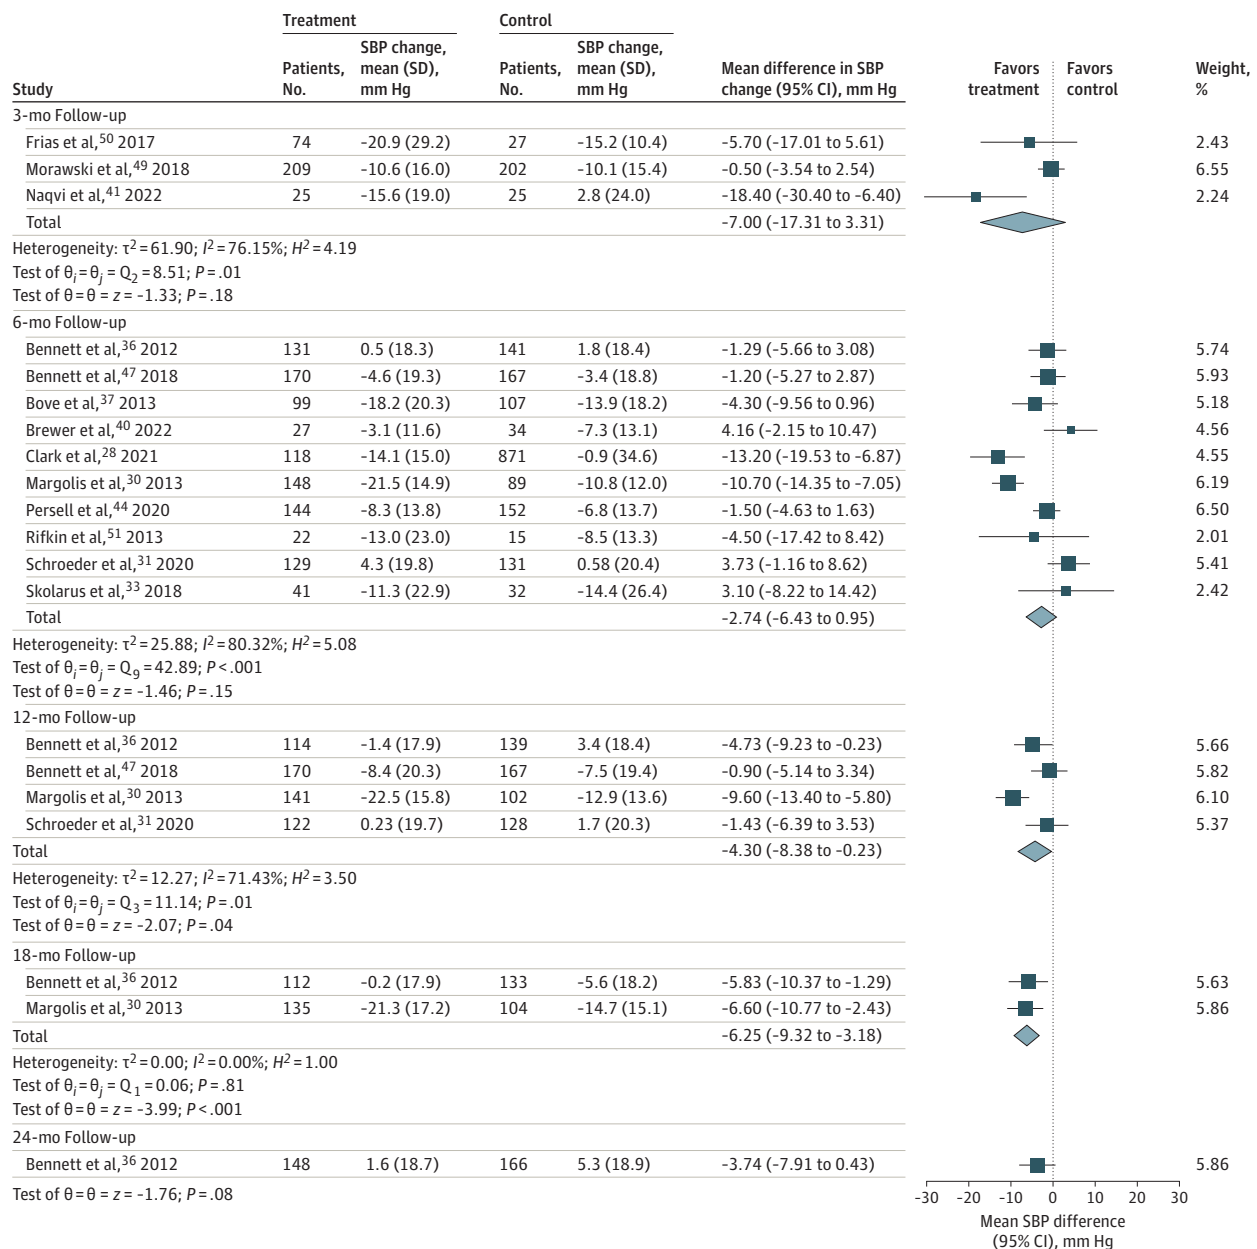 Treatment Control
Study Patients, No. SBP change, mean (SD), mm Hg Patients, No. SBP change, mean (SD), mm Hg Mean difference in SBP change (95% CI), mm Hg Favors treatment Favors control Weight, %
3-mo Follow-up
Frias et al,50 2017 74 -20.9 (29.2) 27 -15.2 (10.4) -5.70 (-17.01 to 5.61) 2.43
Morawski et al,49 2018 209 -10.6 (16.0) 202 -10.1 (15.4) -0.50 (-3.54 to 2.54) 6.55
Naqvi et al,41 2022 25 -15.6 (19.0) 25 2.8 (24.0) -18.40 (-30.40 to -6.40) 2.24
Total -7.00 (-17.31 to 3.31)
Heterogeneity: τ2 = 61.90; I2 = 76.15%; H2 = 4.19
Test of θi = θj = Q2 = 8.51; P = .01
Test of θ = θ = z = -1.33; P = .18
6-mo Follow-up
Bennett et al,36 2012 131 0.5 (18.3) 141 1.8 (18.4) -1.29 (-5.66 to 3.08) 5.74
Bennett et al,47 2018 170 -4.6 (19.3) 167 -3.4 (18.8) -1.20 (-5.27 to 2.87) 5.93
Bove et al,37 2013 99 -18.2 (20.3) 107 -13.9 (18.2) -4.30 (-9.56 to 0.96) 5.18
Brewer et al,40 2022 27 -3.1 (11.6) 34 -7.3 (13.1) 4.16 (-2.15 to 10.47) 4.56
Clark et al,28 2021 118 -14.1 (15.0) 871 -0.9 (34.6) -13.20 (-19.53 to -6.87) 4.55
Margolis et al,30 2013 148 -21.5 (14.9) 89 -10.8 (12.0) -10.70 (-14.35 to -7.05) 6.19
Persell et al,44 2020 144 -8.3 (13.8) 152 -6.8 (13.7) -1.50 (-4.63 to 1.63) 6.50
Rifkin et al,51 2013 22 -13.0 (23.0) 15 -8.5 (13.3) -4.50 (-17.42 to 8.42) 2.01
Schroeder et al,31 2020 129 4.3 (19.8) 131 0.58 (20.4) 3.73 (-1.16 to 8.62) 5.41
Skolarus et al,33 2018 41 -11.3 (22.9) 32 -14.4 (26.4) 3.10 (-8.22 to 14.42) 2.42
Total -2.74 (-6.43 to 0.95)
Heterogeneity: τ2 = 25.88; I2 = 80.32%; H2 = 5.08
Test of θi = θj = Q9 = 42.89; P < .001
Test of θ = θ = z = -1.46; P = .15
12-mo Follow-up
Bennett et al,36 2012 114 -1.4 (17.9) 139 3.4 (18.4) -4.73 (-9.23 to -0.23) 5.66
Bennett et al,47 2018 170 -8.4 (20.3) 167 -7.5 (19.4) -0.90 (-5.14 to 3.34) 5.82
Margolis et al,30 2013 141 -22.5 (15.8) 102 -12.9 (13.6) -9.60 (-13.40 to -5.80) 6.10
Schroeder et al,31 2020 122 0.23 (19.7) 128 1.7 (20.3) -1.43 (-6.39 to 3.53) 5.37
Total -4.30 (-8.38 to -0.23)
Heterogeneity: τ2 = 12.27; I2 = 71.43%; H2 = 3.50
Test of θi = θj = Q3 = 11.14; P = .01
Test of θ = θ = z = -2.07; P = .04
18-mo Follow-up
Bennett et al,36 2012 112 -0.2 (17.9) 133 -5.6 (18.2) -5.83 (-10.37 to -1.29) 5.63
Margolis et al,30 2013 135 -21.3 (17.2) 104 -14.7 (15.1) -6.60 (-10.77 to -2.43) 5.86
Total -6.25 (-9.32 to -3.18)
Heterogeneity: τ2 = 0.00; I2 = 0.00%; H2 = 1.00
Test of θi = θj = Q1 = 0.06; P = .81
Test of θ = θ = z = -3.99; P < .001
24-mo Follow-up
Bennett et al,36 2012 148 1.6 (18.7) 166 5.3 (18.9) -3.74 (-7.91 to 0.43) 5.86
Test of θ = θ = z = -1.76; P = .08
-30 -20 -10 0 10 20 30
Mean SBP difference
(95% CI), mm Hg